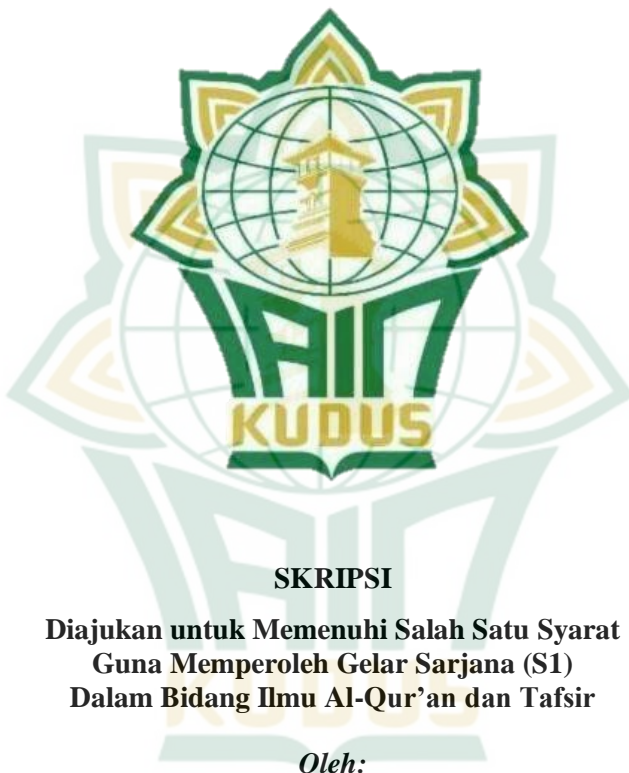 IAIN
KUDUS
SKRIPSI
Diajukan untuk Memenuhi Salah Satu Syarat
Guna Memperoleh Gelar Sarjana (S1)
Dalam Bidang Ilmu Al-Qur’an dan Tafsir
Oleh: